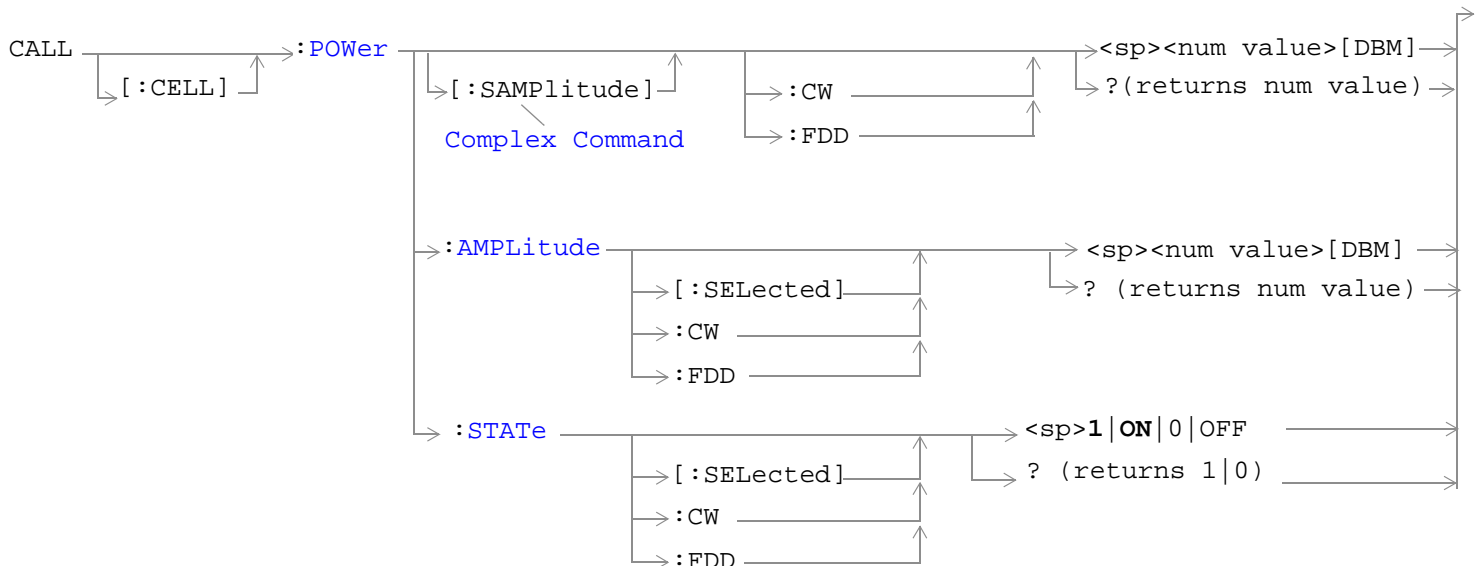 CALL :POWer <sp><num value>[DBM]
[:CELL] [:SAMPlitude] :CW ?(returns num value)
Complex Command :FDD
:AMPLitude <sp><num value>[DBM]
[:SELected] ? (returns num value)
:CW
:FDD
:STATe <sp>1|ON|0|OFF
[:SELected] ? (returns 1|0)
:CW
:FDD